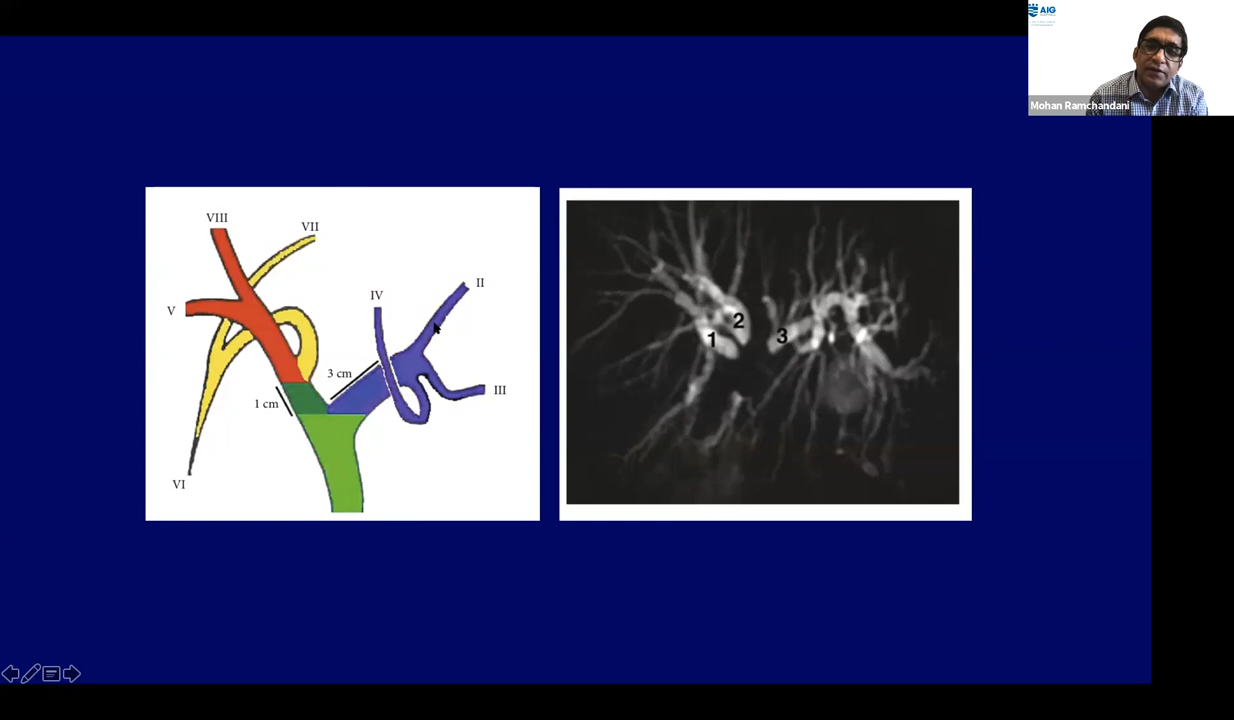 AIG
Mohan Ramchandani
VIII
VII
V
IV
II
3 cm
III
1 cm
VI
2
1
3